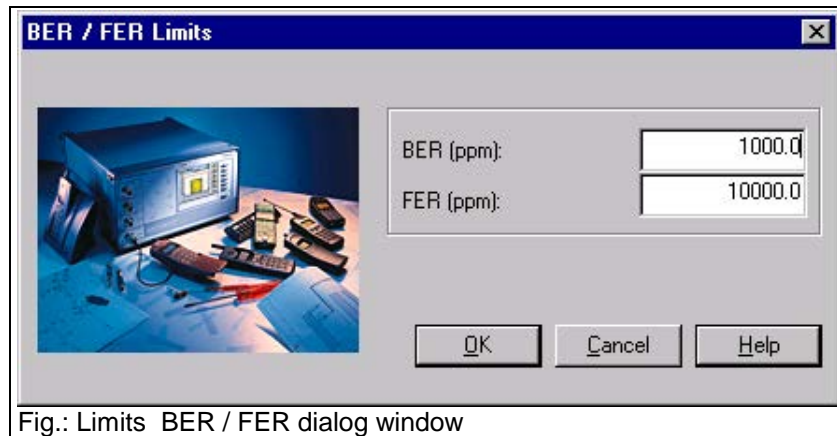 BER / FER Limits
BER (ppm): 1000.0
FER (ppm): 10000.0
OK Cancel Help
Fig.: Limits BER / FER dialog window